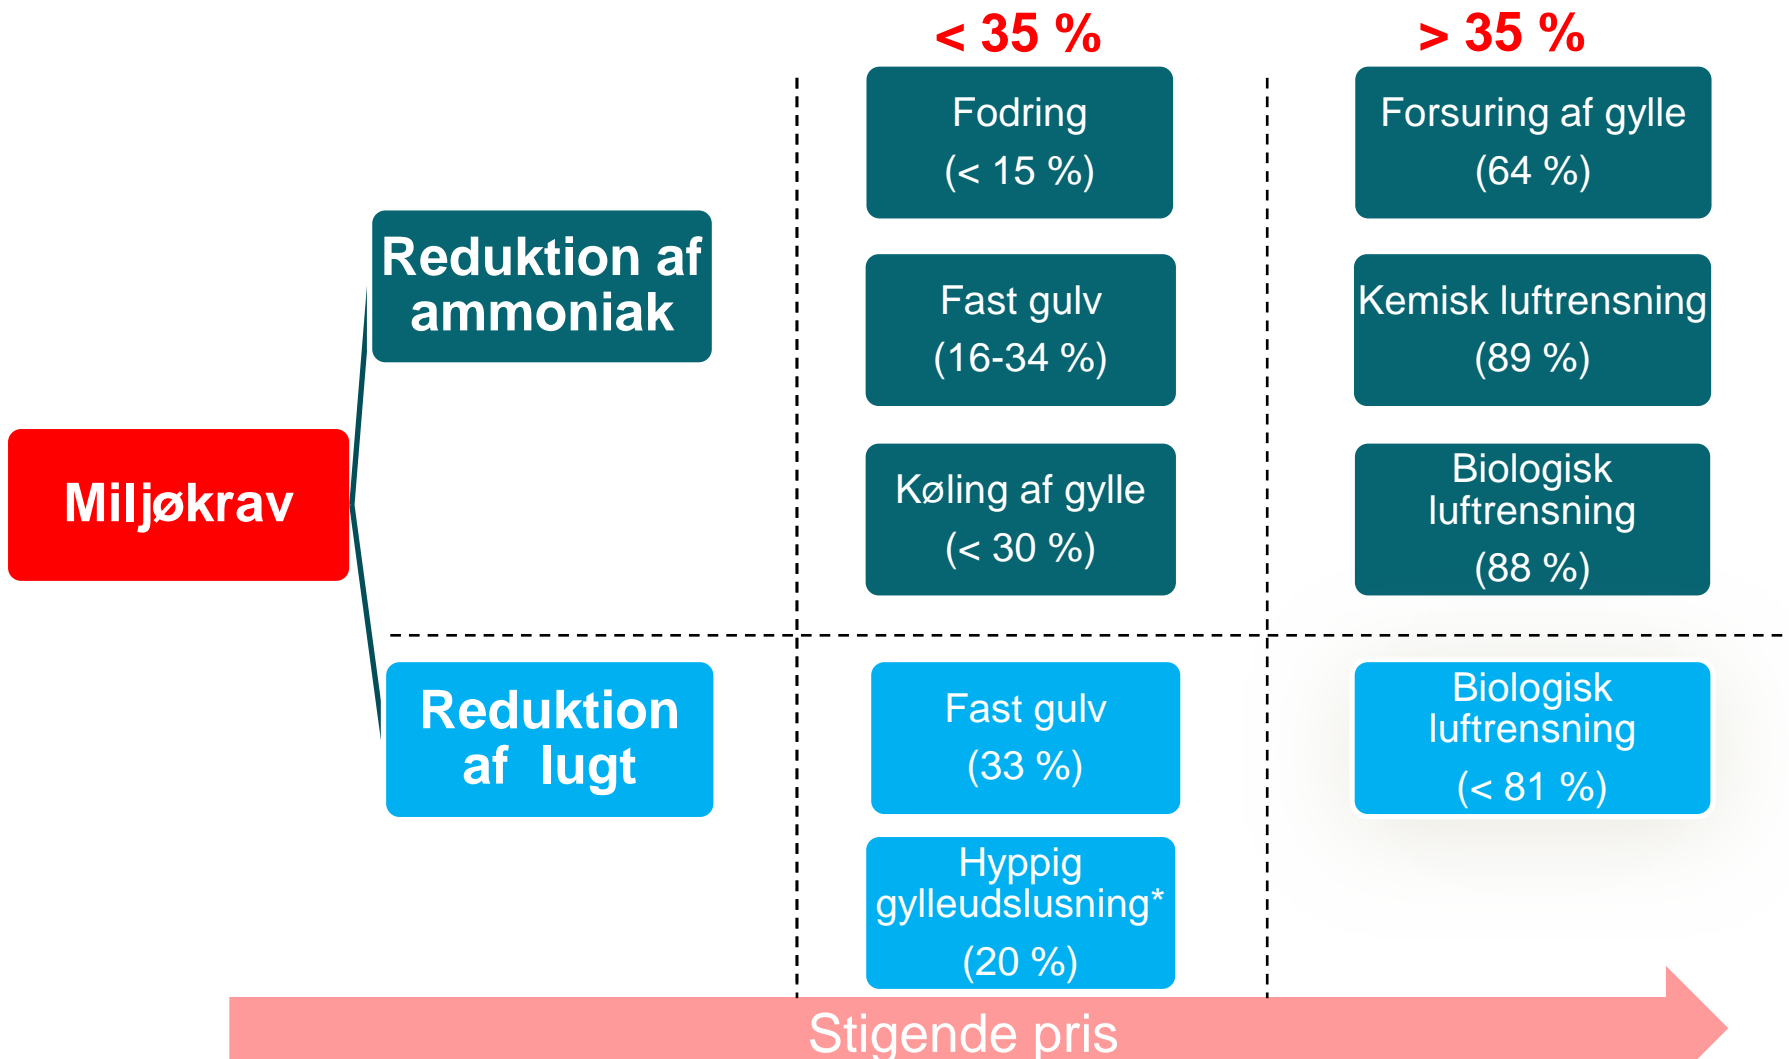 < 35 %
> 35 %
Fodring
(< 15 %)
Forsuring af gylle
(64 %)
Reduktion af
ammoniak
Fast gulv
(16-34 %)
Kemisk luftrensning
(89 %)
Miljøkrav
Køling af gylle
(< 30 %)
Biologisk
luftrensning
(88 %)
Reduktion
af lugt
Fast gulv
(33 %)
Biologisk
luftrensning
(< 81 %)
Hyppig
gylleudslusning*
(20 %)
Stigende pris